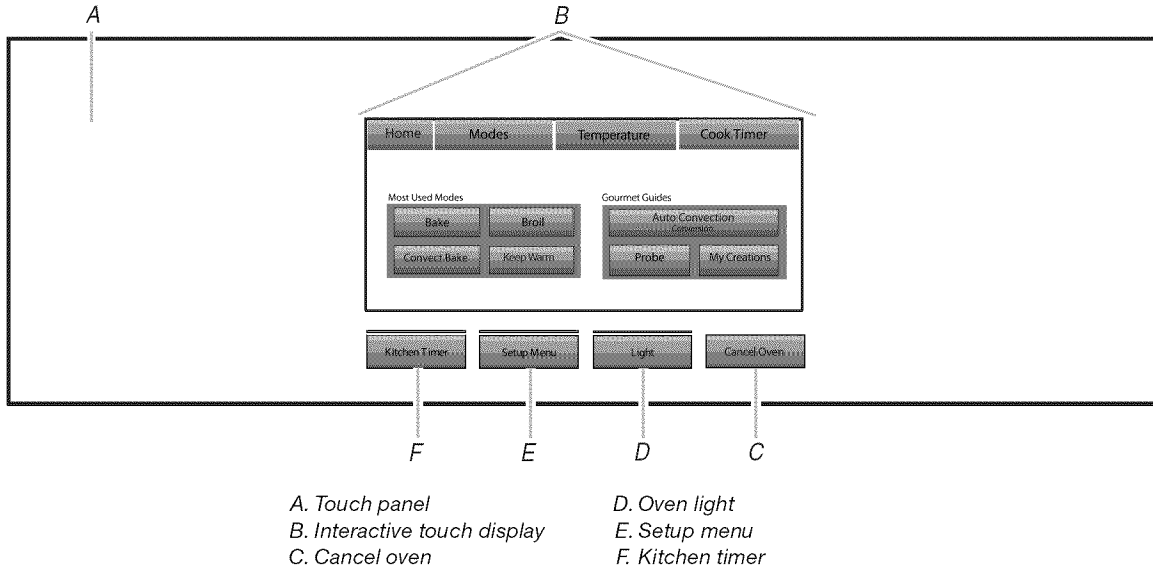 A B
Home Modes Temperature Cook Timer
Most Used Modes Gourmet Guides
Bake Broil Auto Convection
Conversion
Convect Bake Keep Warm Probe My Creations
Kitchen Timer Setup Menu Light Cancel Oven
F E D C
A. Touch panel D. Oven light
B. Interactive touch display E. Setup menu
C. Cancel oven F. Kitchen timer